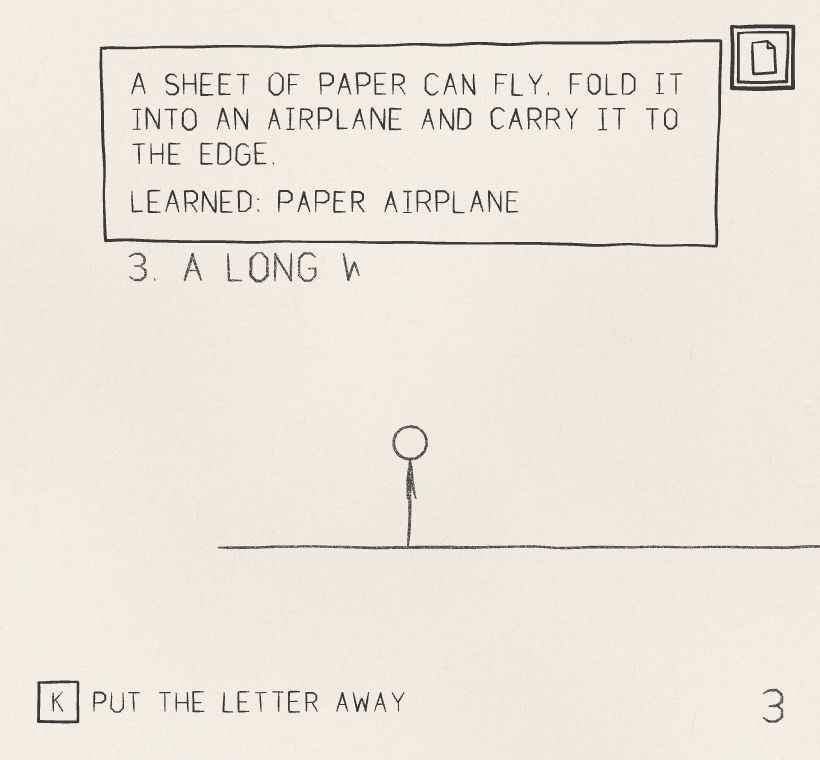 A SHEET OF PAPER CAN FLY. FOLD IT
INTO AN AIRPLANE AND CARRY IT TO
THE EDGE.
LEARNED: PAPER AIRPLANE
3. A LONG
K PUT THE LETTER AWAY
3